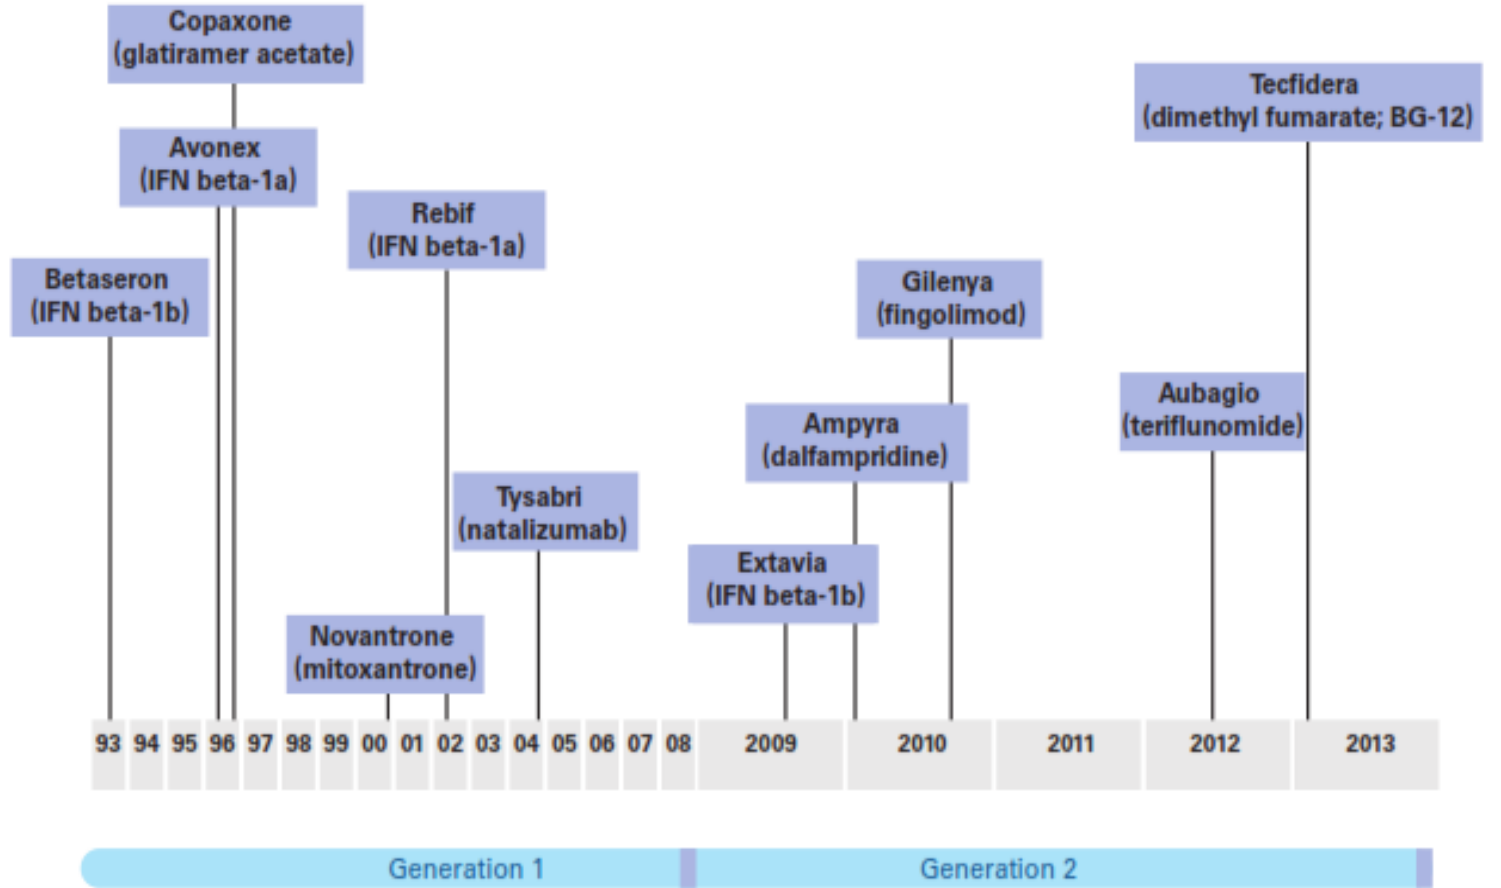 Copaxone
(glatiramer acetate)
Tecfidera
(dimethyl fumarate; BG-12)
Avonex
(IFN beta-1a)
Rebif
(IFN beta-1a)
Betaseron
(IFN beta-1b)
Gilenya
(fingolimod)
Aubagio
(teriflunomide)
Ampyra
(dalfampridine)
Tysabri
(natalizumab)
Extavia
(IFN beta-1b)
Novantrone
(mitoxantrone)
93 94 95 96 97 98 99 00 01 02 03 04 05 06 07 08 2009 2010 2011 2012 2013
Generation 1 Generation 2